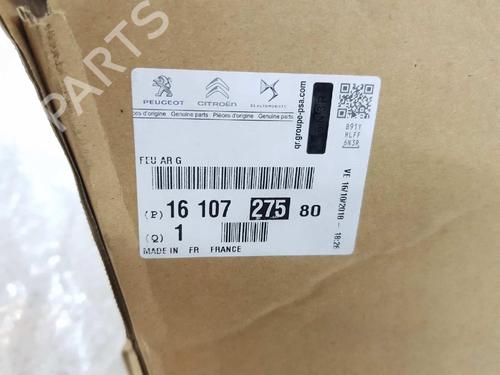 B-PARTS
PEUGEOT CITROËN DS AUTOMOBILES
Pièces d'origine Genuine parts Pièces d'origine Genuine parts
qr.groupe-psa.com
B91Y
HLFF
6N3R
FEU AR G
(P) 16 107 275 80
(Q) 1
MADE IN FR FRANCE
VE 16/10/2018 - 18:26